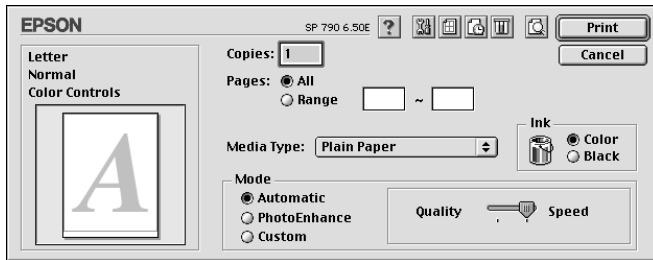 EPSON
SP 790 6.50E
?
Print
Cancel
Letter
Normal
Color Controls
A
Copies: 1
Pages: All
Range ~
Media Type: Plain Paper
Ink
Color
Black
Mode
Automatic
PhotoEnhance
Custom
Quality Speed